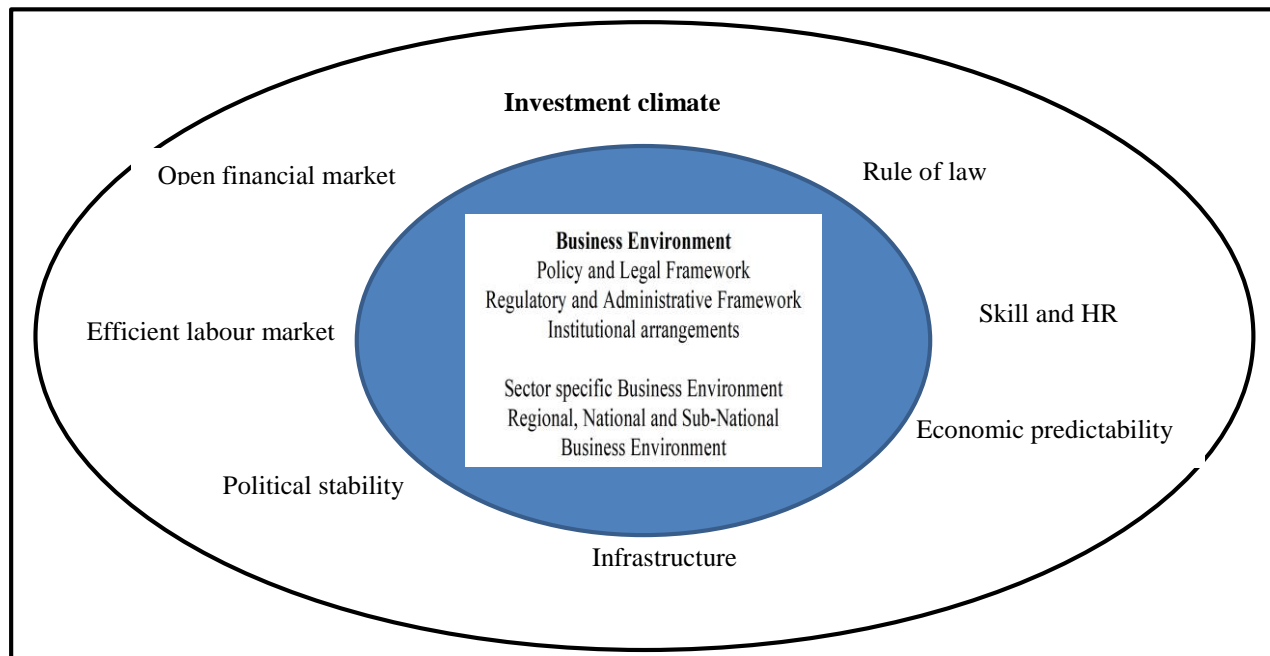 Investment climate
Open financial market
Rule of law
Business Environment
Policy and Legal Framework
Regulatory and Administrative Framework
Institutional arrangements
Efficient labour market
Skill and HR
Sector specific Business Environment
Regional, National and Sub-National
Business Environment
Economic predictability
Political stability
Infrastructure